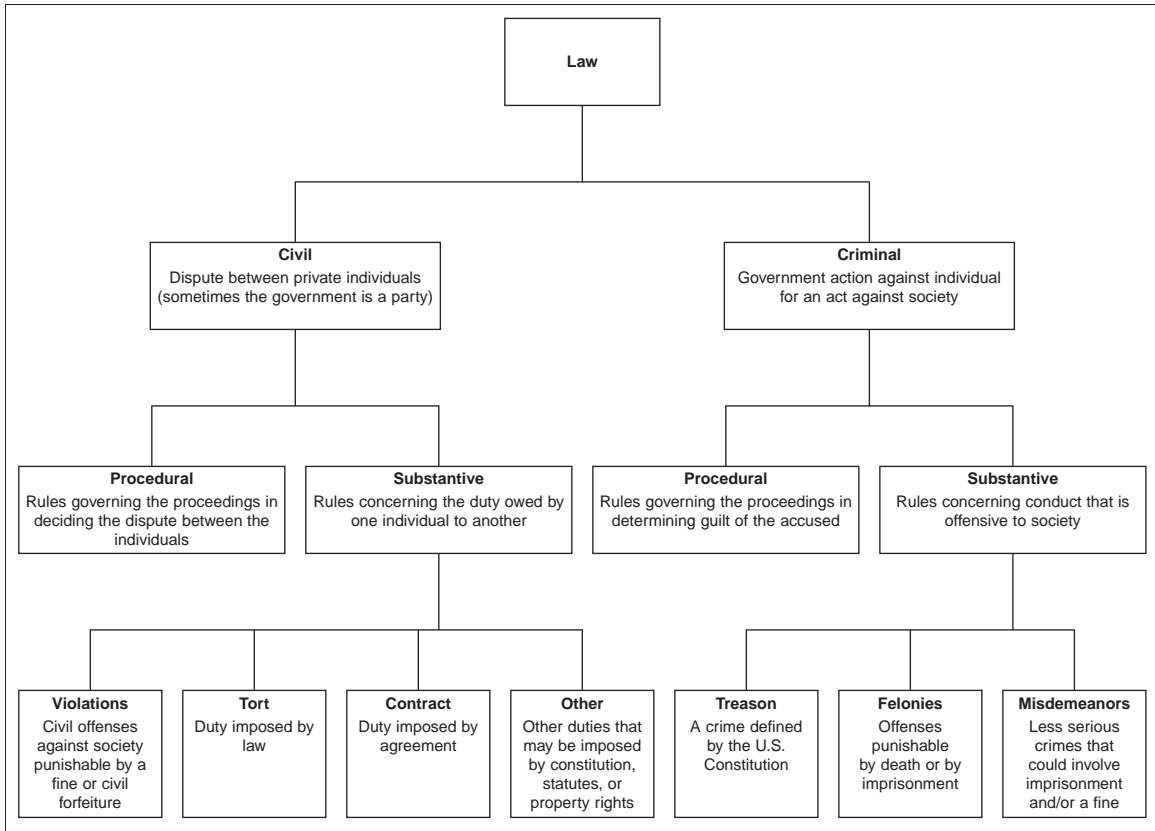 Law
Civil
Dispute between private individuals
(sometimes the government is a party)
Criminal
Government action against individual
for an act against society
Procedural
Rules governing the proceedings in
deciding the dispute between the
individuals
Substantive
Rules concerning the duty owed by
one individual to another
Procedural
Rules governing the proceedings in
determining guilt of the accused
Substantive
Rules concerning conduct that is
offensive to society
Violations
Civil offenses
against society
punishable by a
fine or civil
forfeiture
Tort
Duty imposed by
law
Contract
Duty imposed by
agreement
Other
Other duties that
may be imposed
by constitution,
statutes, or
property rights
Treason
A crime defined
by the U.S.
Constitution
Felonies
Offenses
punishable
by death or by
imprisonment
Misdemeanors
Less serious
crimes that
could involve
imprisonment
and/or a fine